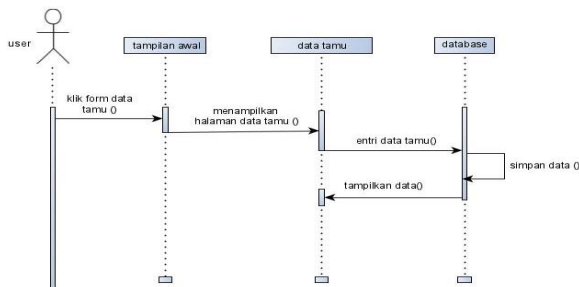 user
tampilan awal
data tamu
database
klik form data
tamu ()
menampilkan
halaman data tamu ()
entri data tamu()
simpan data ()
tampilkan data()